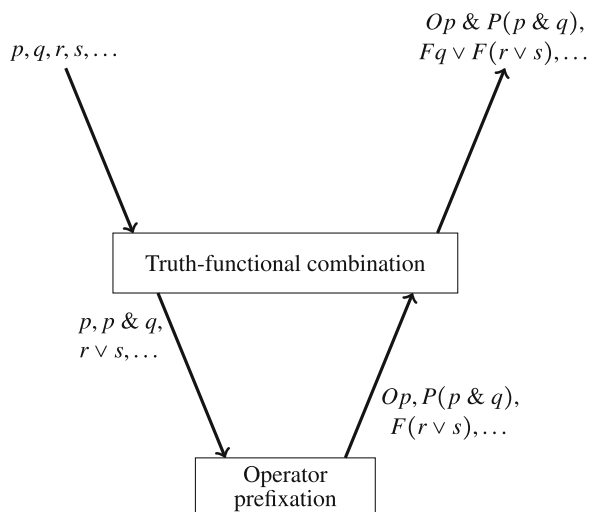 p, q, r, s, …
Op & P(p & q),
Fq ∨ F(r ∨ s), …
Truth-functional combination
p, p & q,
r ∨ s, …
Op, P(p & q),
F(r ∨ s), …
Operator
prefixation